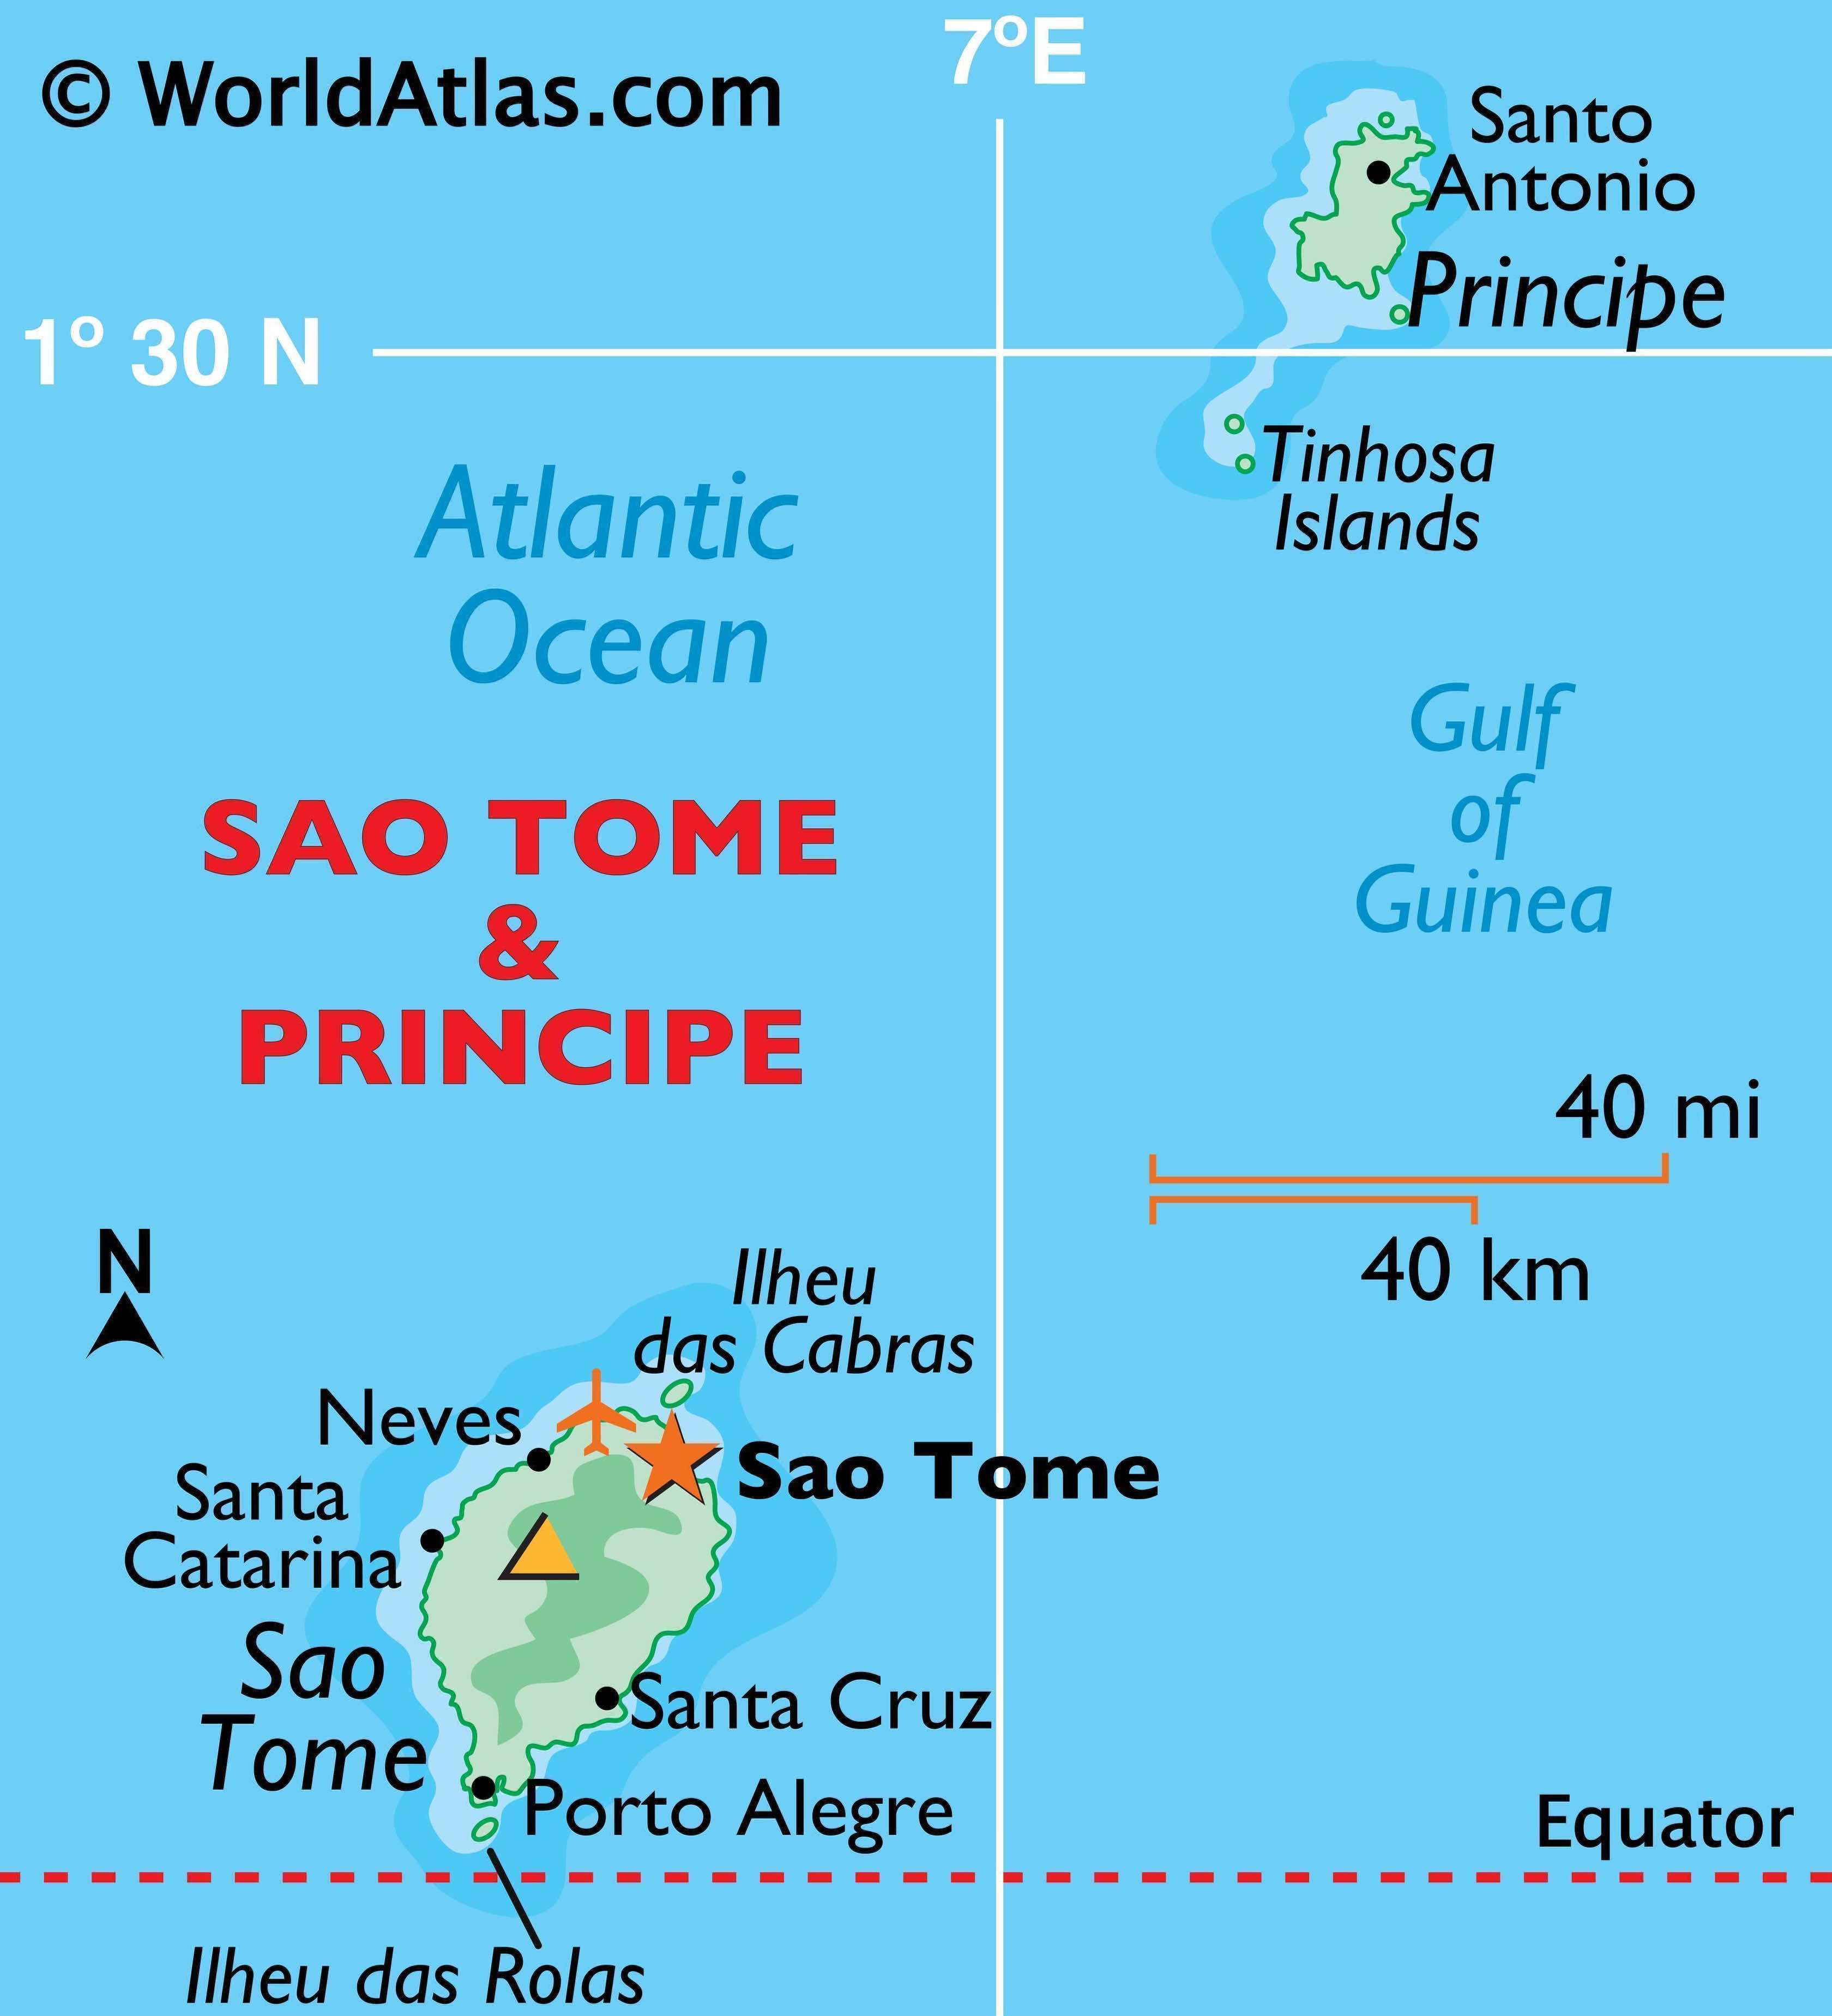 7ºE
© WorldAtlas.com
Santo
Antonio
Principe
1º 30 N
Tinhosa
Islands
Atlantic
Ocean
Gulf
of
Guinea
SAO TOME
&
PRINCIPE
40 mi
40 km
N
Ilheu
das Cabras
Neves
Sao Tome
Santa
Catarina
Sao
Tome
Santa Cruz
Porto Alegre
Equator
Ilheu das Rolas